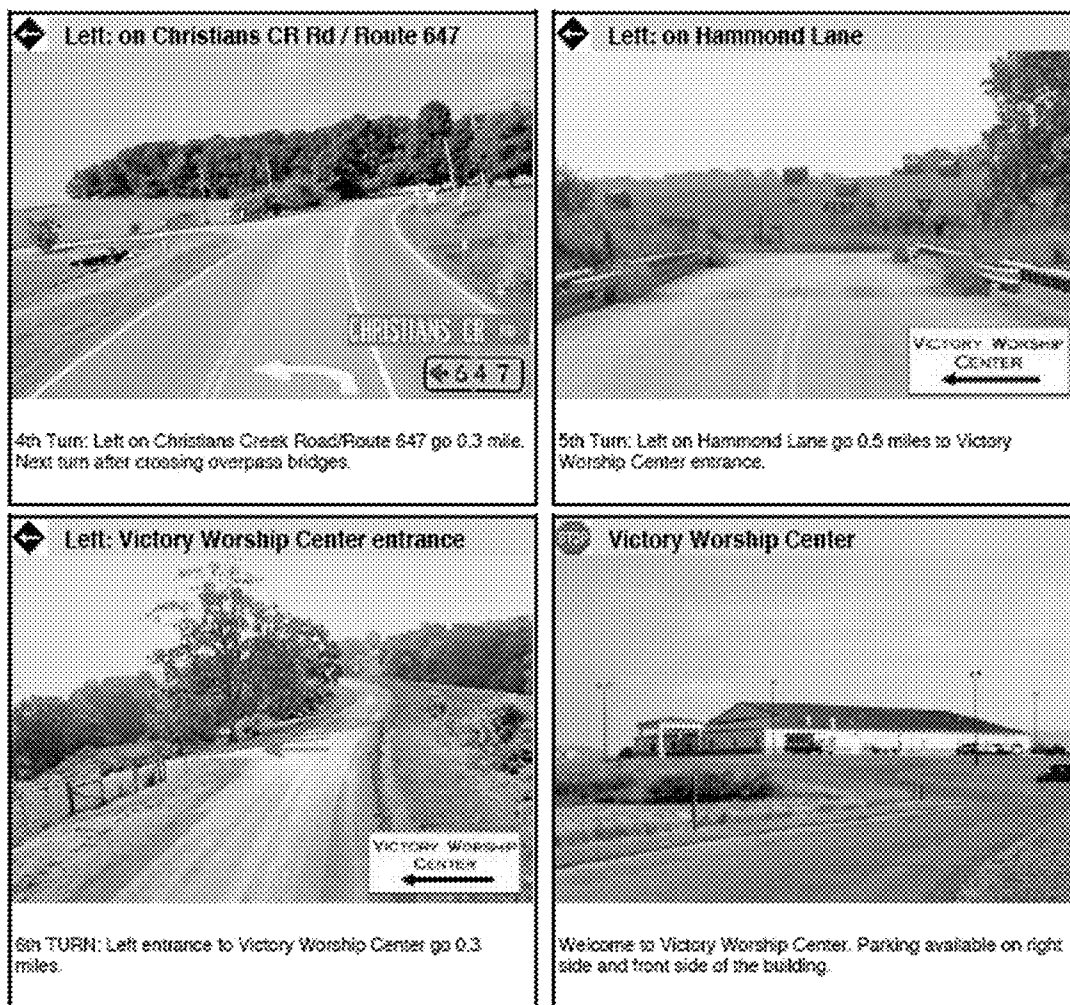 Left: on Christians CR Rd / Route 647
CHRISTIANS CR
647
4th Turn: Left on Christians Creek Road/Route 647 go 0.3 mile.
Next turn after crossing overpass bridges.
Left: on Hammond Lane
VICTORY WORSHIP
CENTER
5th Turn: Left on Hammond Lane go 0.5 miles to Victory
Worship Center entrance.
Left: Victory Worship Center entrance
VICTORY WORSHIP
CENTER
6th TURN: Left entrance to Victory Worship Center go 0.3
miles.
Victory Worship Center
Welcome to Victory Worship Center. Parking available on right
side and front side of the building.